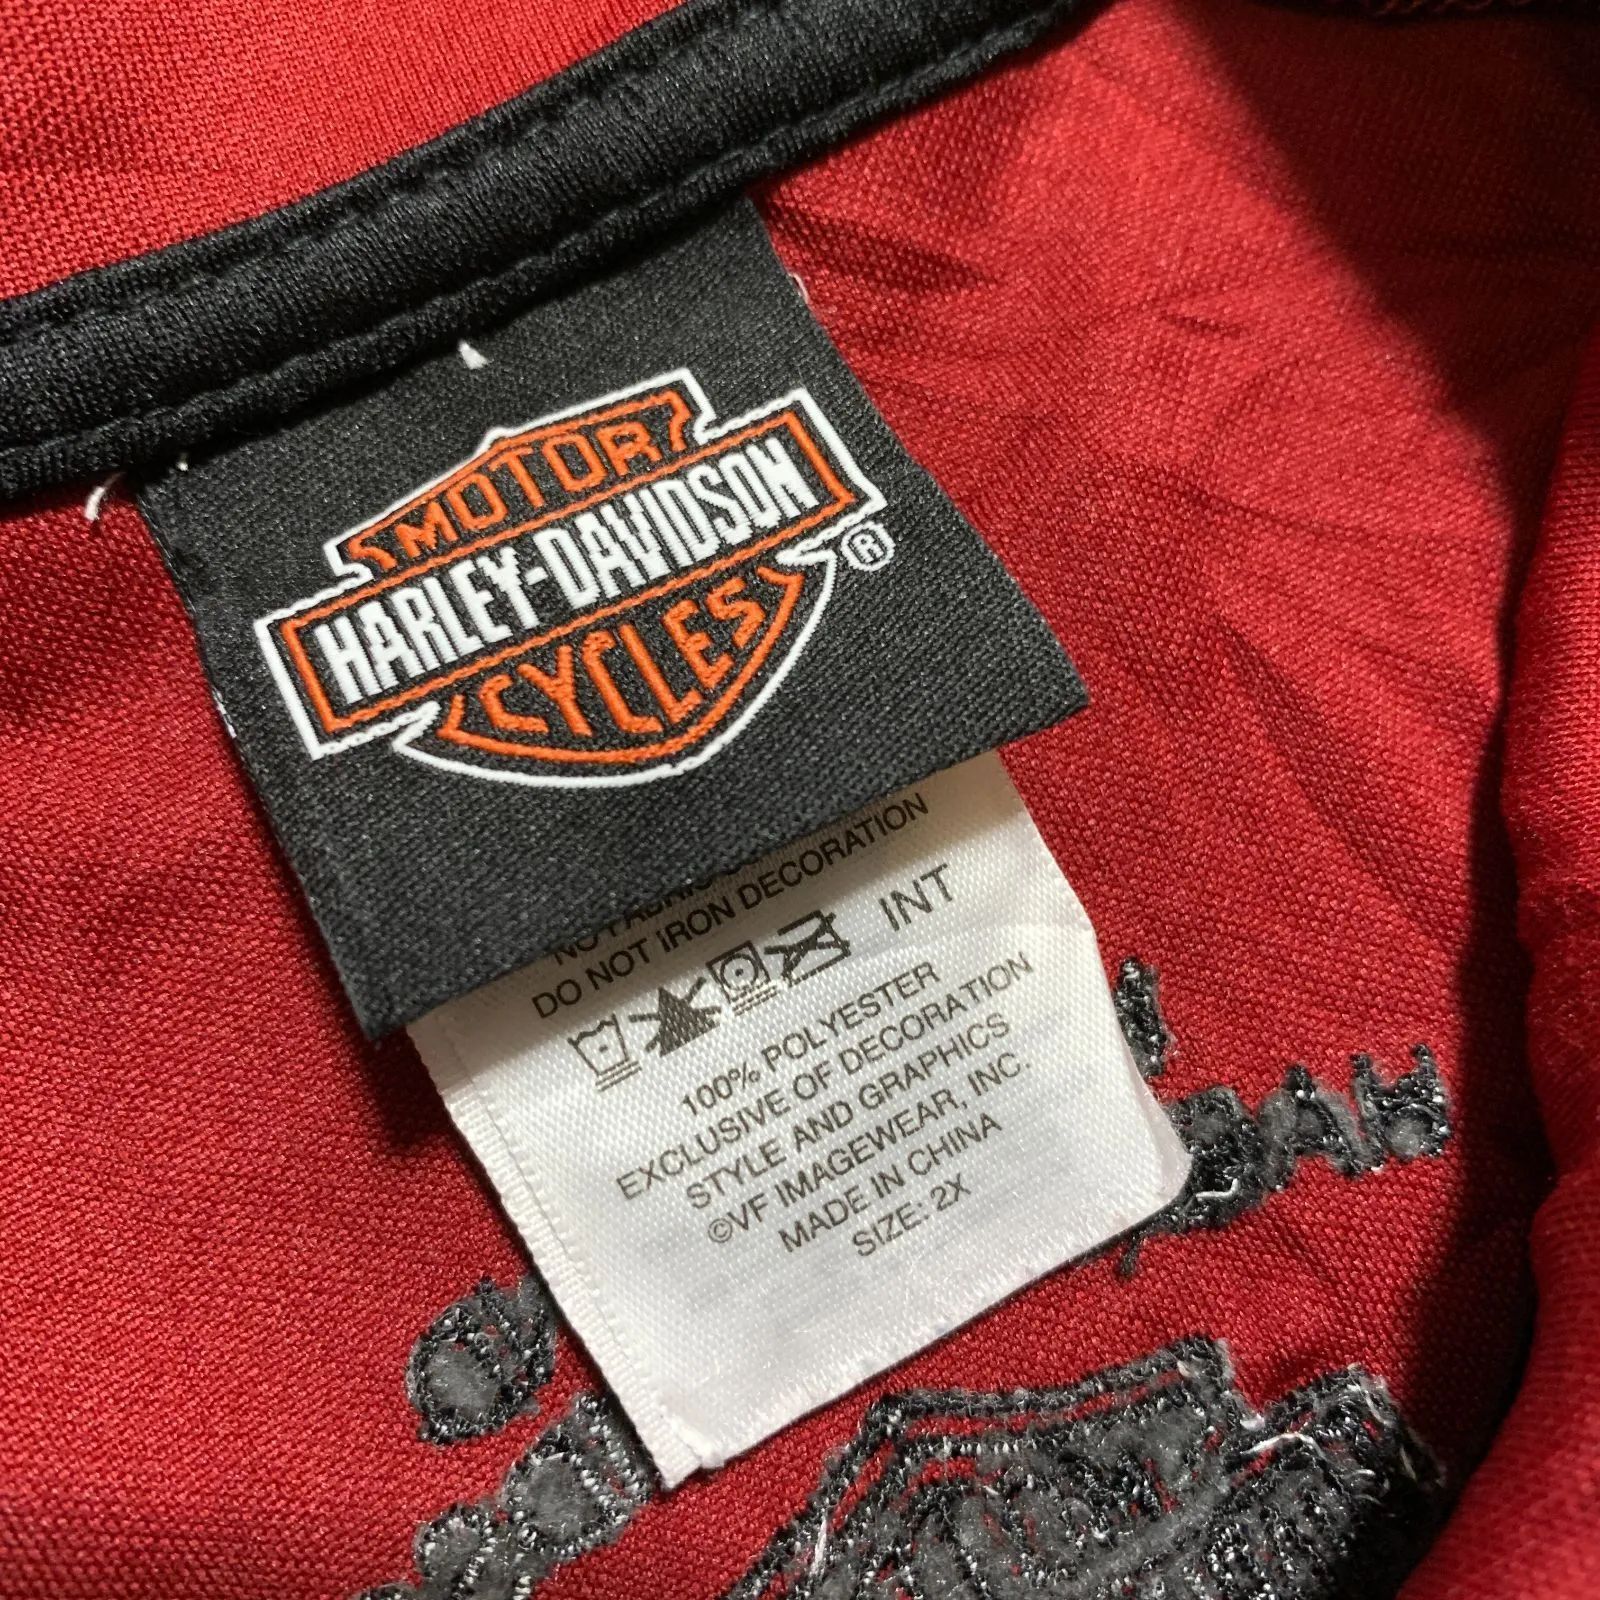 MOTOR
HARLEY-DAVIDSON
CYCLES
®
DO NOT IRON DECORATION
INT
100% POLYESTER
EXCLUSIVE OF DECORATION
STYLE AND GRAPHICS
©VF IMAGEWEAR, INC.
MADE IN CHINA
SIZE: 2X